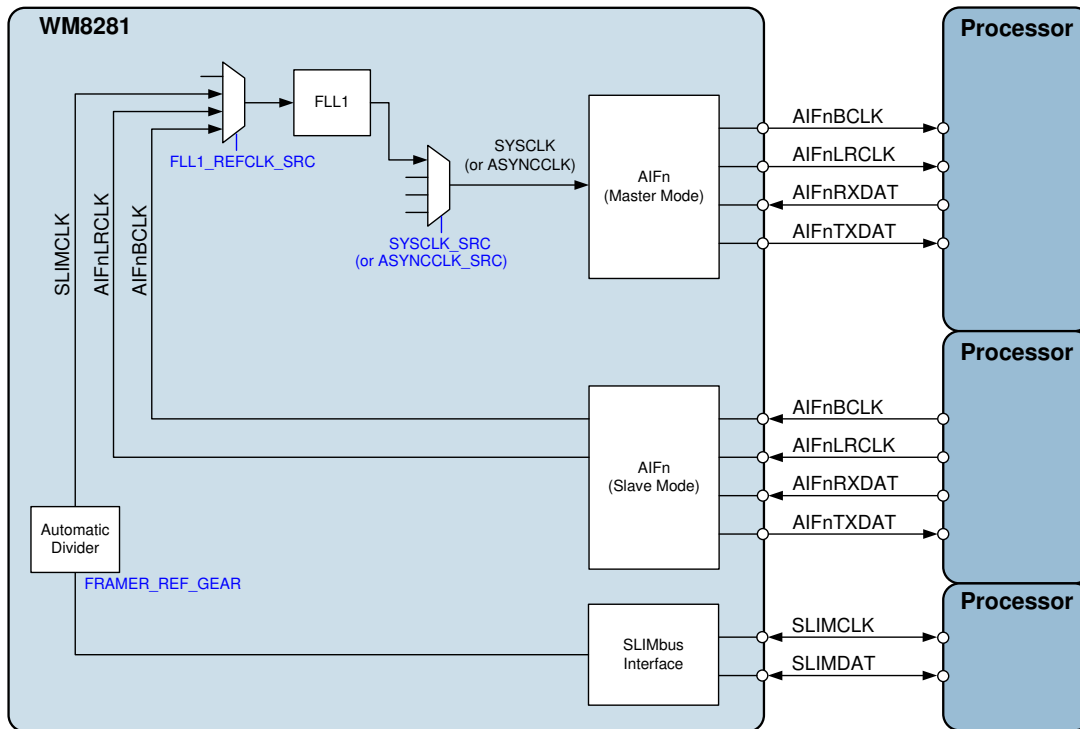 WM8281
Processor
FLL1
FLL1_REFCLK_SRC
SYSCLK
(or ASYNCCLK)
SYSCLK_SRC
(or ASYNCCLK_SRC)
AIFn
(Master Mode)
AIFnBCLK
AIFnLRCLK
AIFnRXDAT
AIFnTXDAT
SLIMCLK
AIFnLRCLK
AIFnBCLK
Processor
AIFn
(Slave Mode)
AIFnBCLK
AIFnLRCLK
AIFnRXDAT
AIFnTXDAT
Automatic
Divider
FRAMER_REF_GEAR
Processor
SLIMbus
Interface
SLIMCLK
SLIMDAT